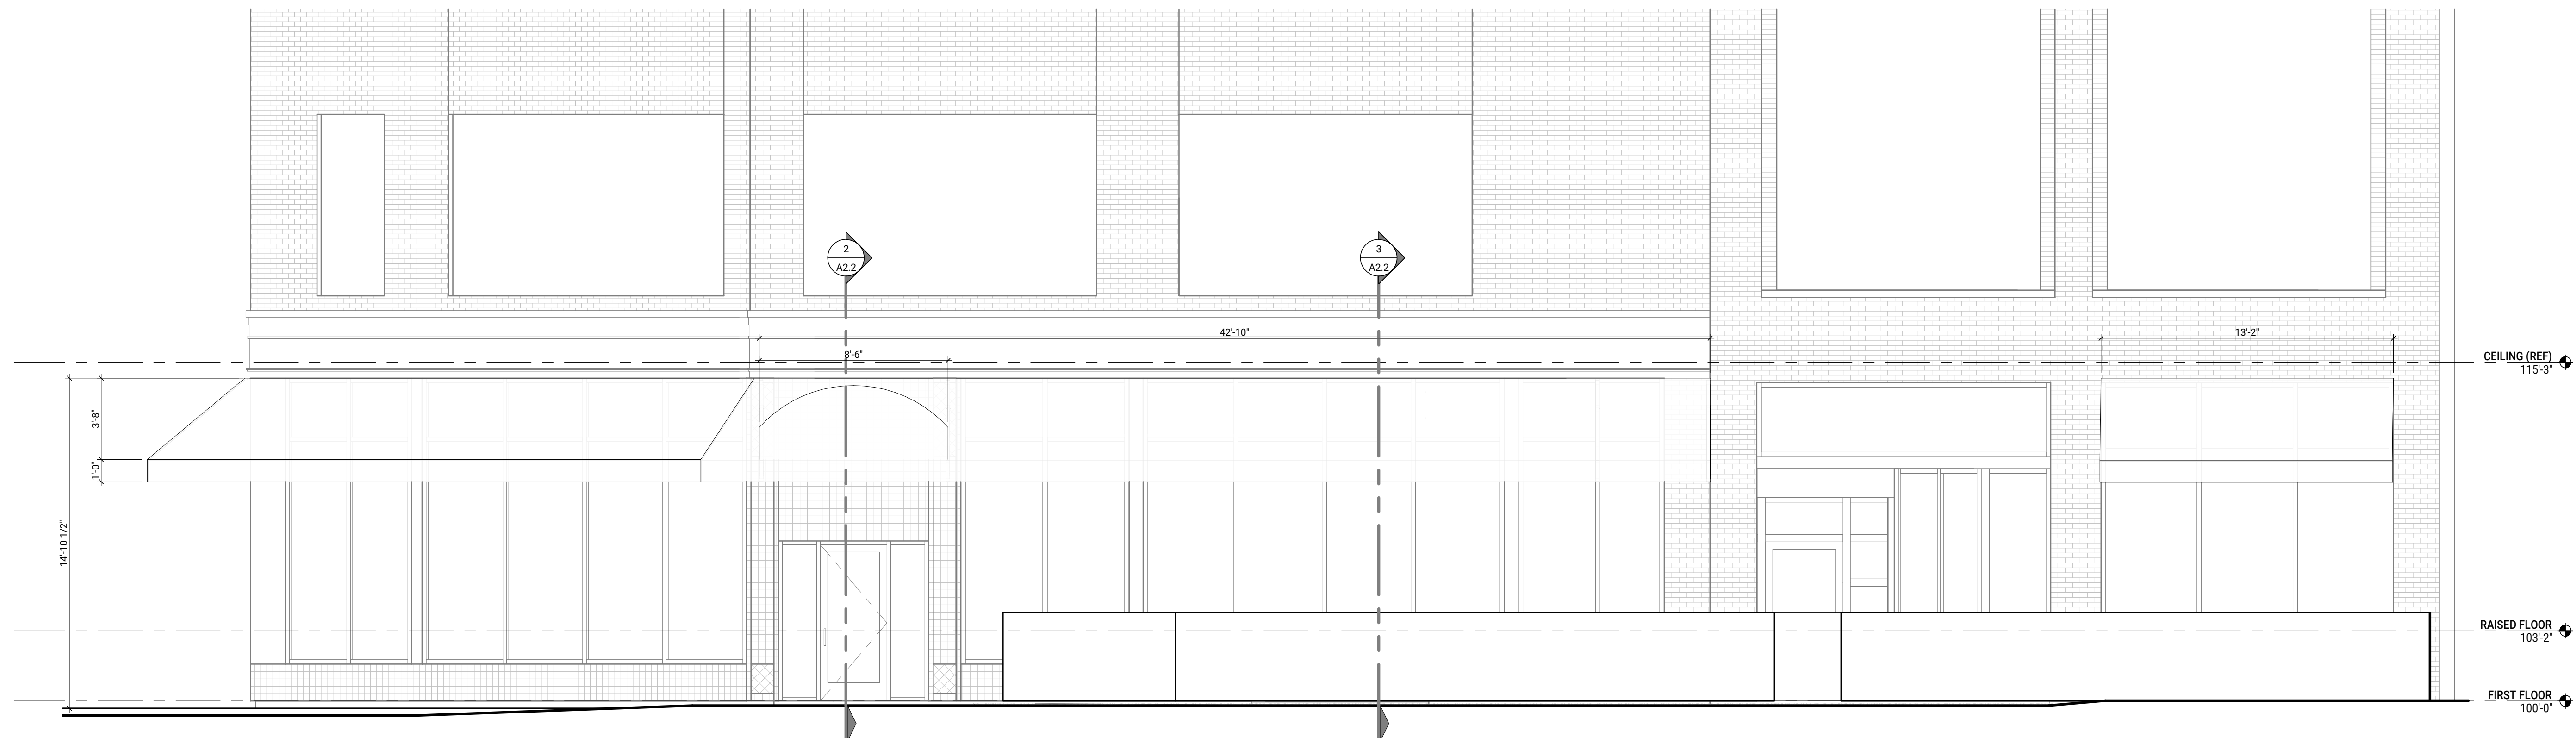 2
A2.2
3
A2.2
42'-10"
13'-2"
8'-6"
CEILING (REF)
115'-3"
3'-8"
1'-0"
14'-10 1/2"
RAISED FLOOR
103'-2"
FIRST FLOOR
100'-0"